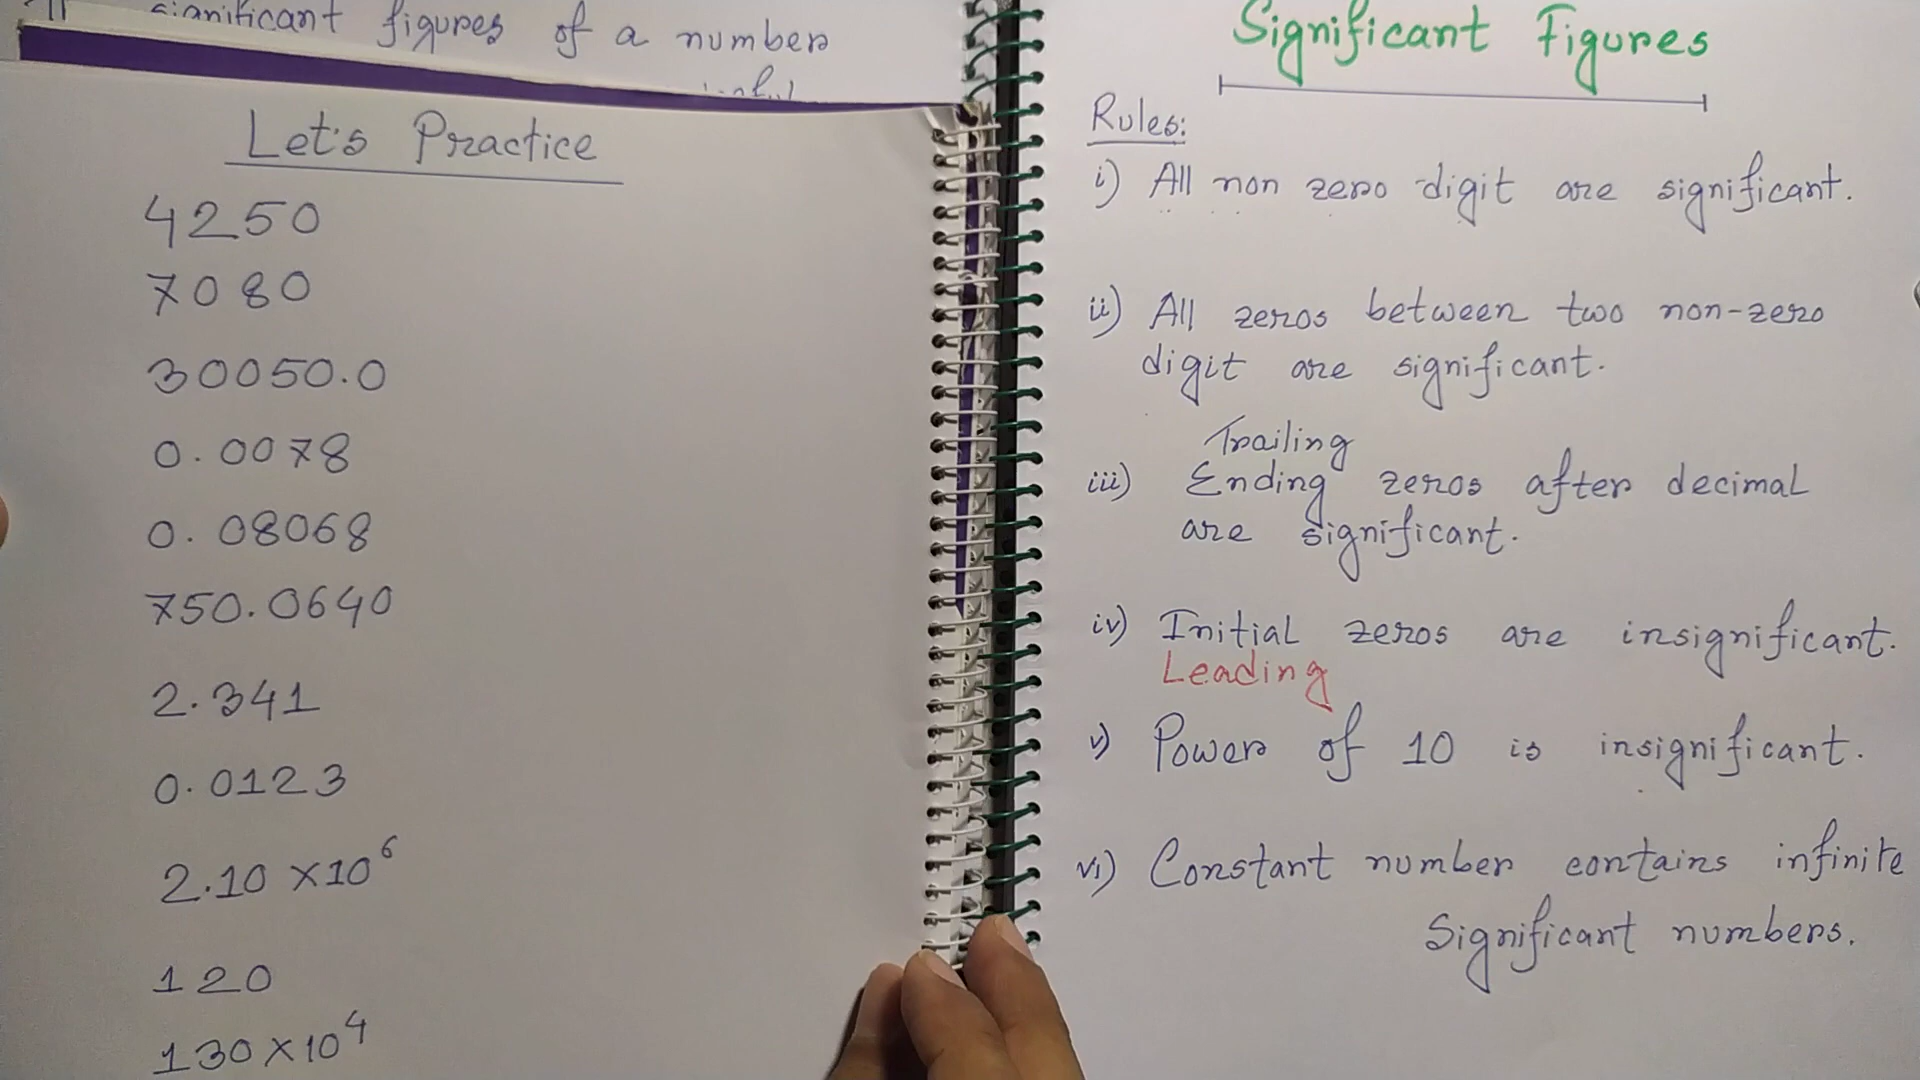 significant figures of a number
Let's Practice
4250
7080
30050.0
0.0078
0.08068
750.0640
2.341
0.0123
2.10 ×10⁶
120
130×10⁴
Significant Figures
Rules:
i) All non zero digit are significant.
ii) All zeros between two non-zero
digit are significant.
Trailing
iii) Ending zeros after decimal
are significant.
iv) Initial zeros are insignificant.
Leading
v) Power of 10 is insignificant.
vi) Constant number contains infinite
Significant numbers.